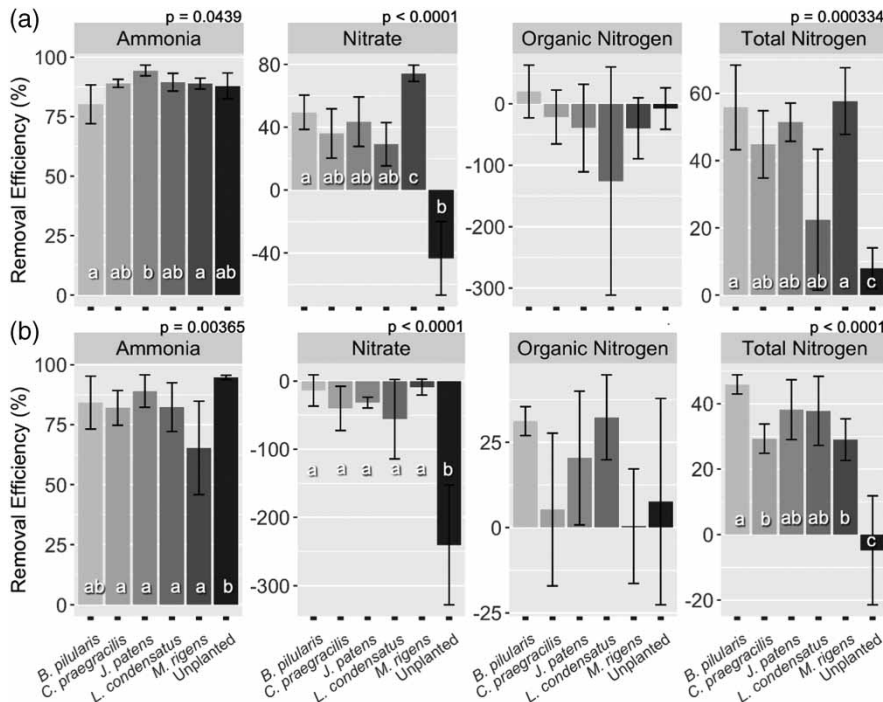 (a)
p = 0.0439
p < 0.0001
p = 0.000334
Ammonia
Nitrate
Organic Nitrogen
Total Nitrogen
Removal Efficiency (%)
100
75
50
25
0
a ab b ab a ab
80
40
0
-40
a ab ab ab c b
0
-100
-200
-300
60
40
20
0
a ab ab ab a c
(b)
p = 0.00365
p < 0.0001
p < 0.0001
Ammonia
Nitrate
Organic Nitrogen
Total Nitrogen
Removal Efficiency (%)
100
75
50
25
0
ab a a a a b
0
-100
-200
-300
a a a a a b
25
0
-25
40
20
0
-20
a b ab ab b c
B. pilularis
C. praegracilis
J. patens
L. condensatus
M. rigens
Unplanted
B. pilularis
C. praegracilis
J. patens
L. condensatus
M. rigens
Unplanted
B. pilularis
C. praegracilis
J. patens
L. condensatus
M. rigens
Unplanted
B. pilularis
C. praegracilis
J. patens
L. condensatus
M. rigens
Unplanted